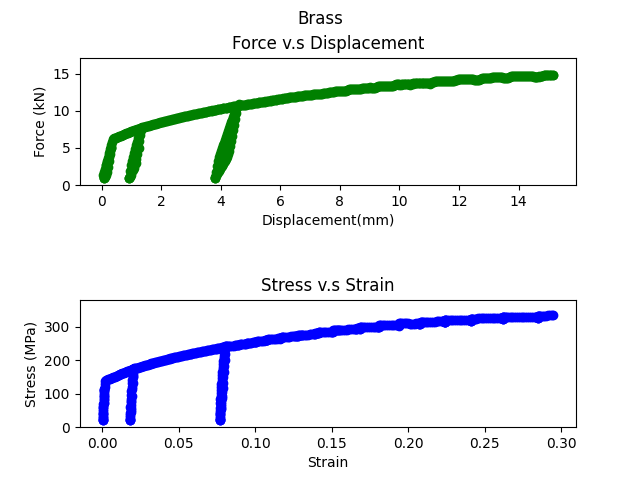 Brass
Force v.s Displacement
15
10
5
0
Force (kN)
0 2 4 6 8 10 12 14
Displacement(mm)
Stress v.s Strain
300
200
100
0
Stress (MPa)
0.00 0.05 0.10 0.15 0.20 0.25 0.30
Strain